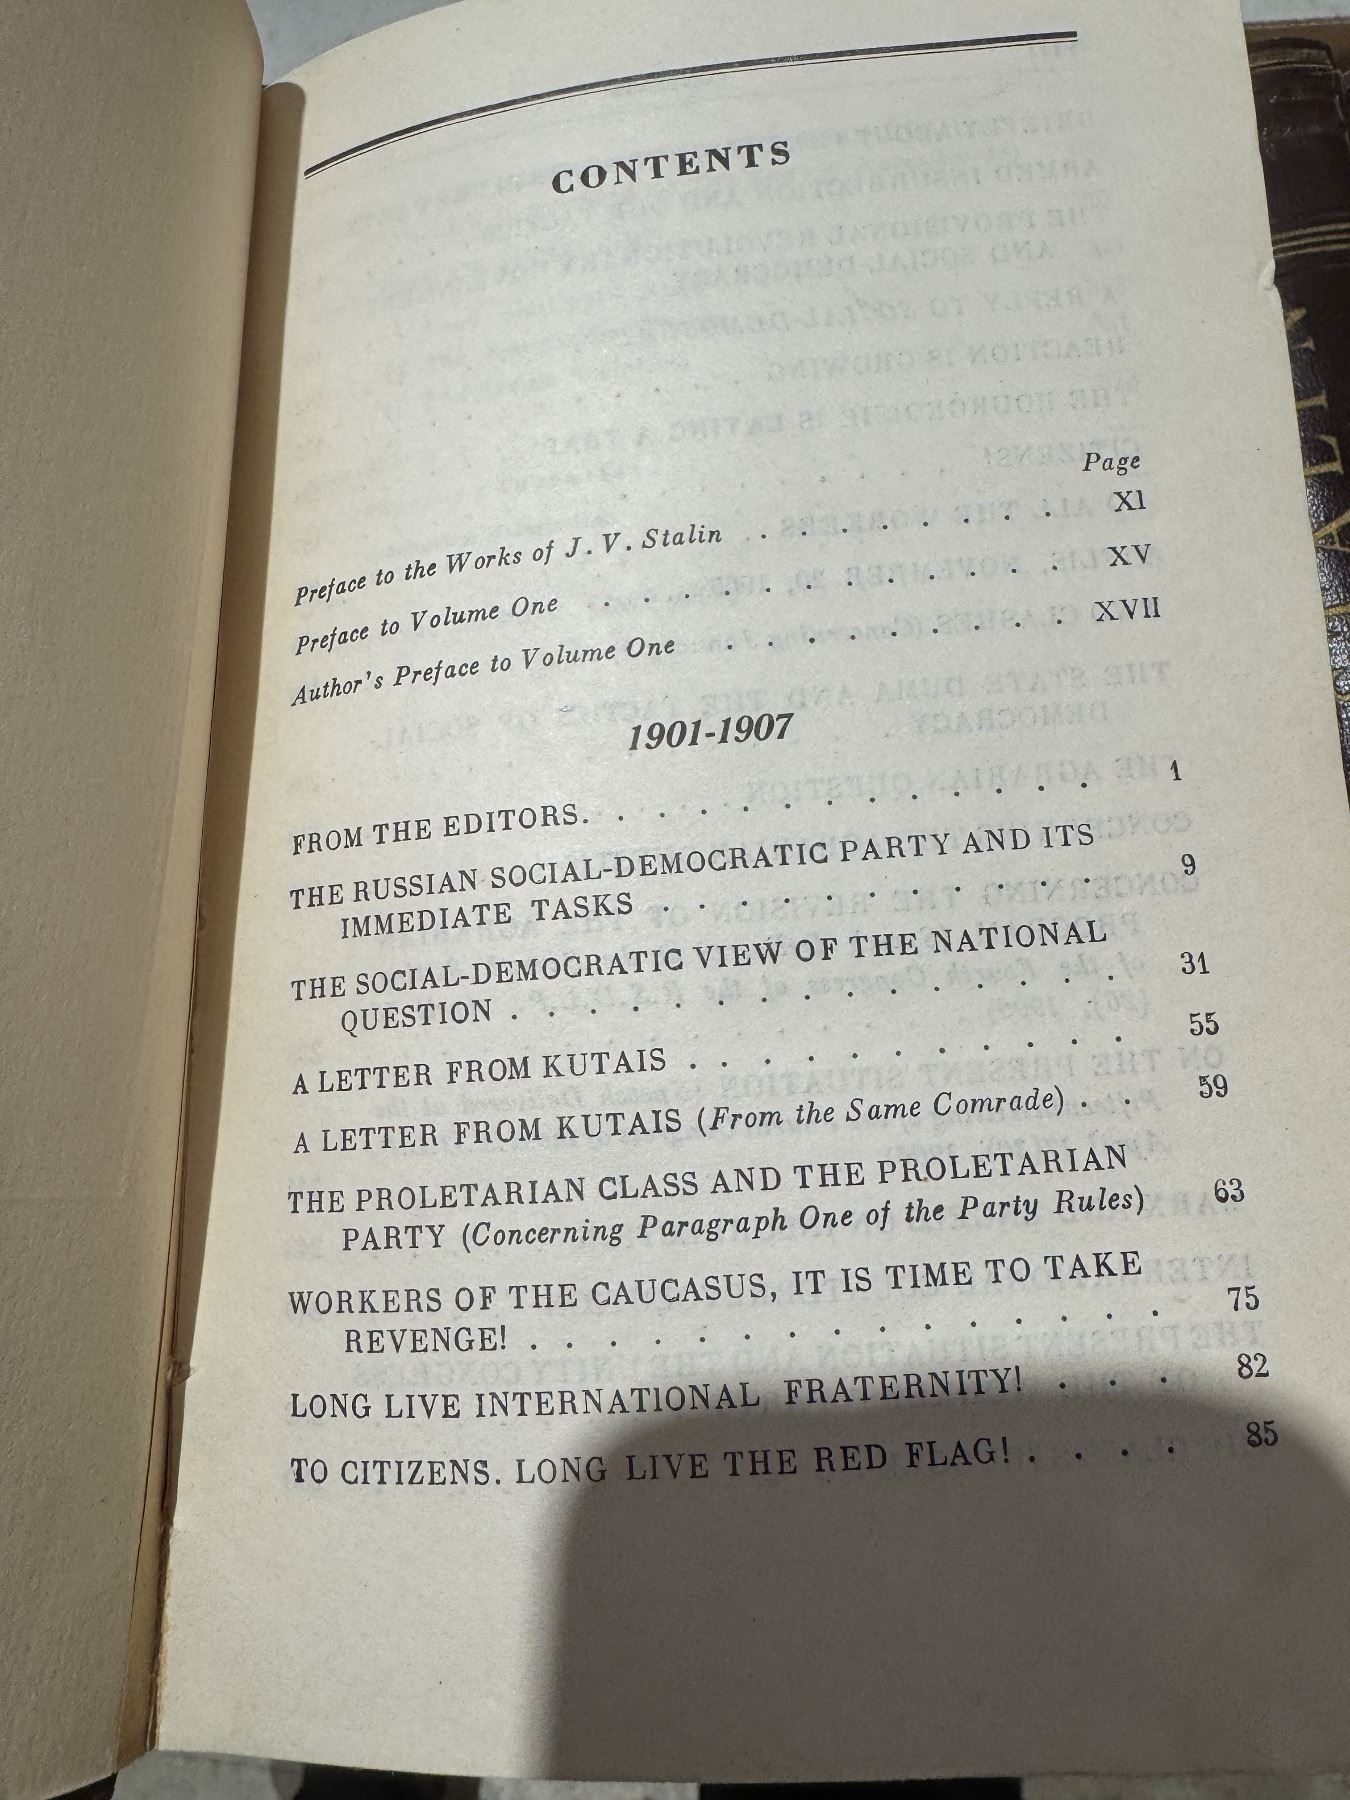 CONTENTS
Page
Preface to the Works of J. V. Stalin . . . . . . . . XI
Preface to Volume One . . . . . . . . . . . . XV
Author's Preface to Volume One . . . . . . . . . XVII
1901-1907
FROM THE EDITORS. . . . . . . . . . . . . 1
THE RUSSIAN SOCIAL-DEMOCRATIC PARTY AND ITS
IMMEDIATE TASKS . . . . . . . . . . . . 9
THE SOCIAL-DEMOCRATIC VIEW OF THE NATIONAL
QUESTION . . . . . . . . . . . . . . . 31
A LETTER FROM KUTAIS . . . . . . . . . . . . 55
A LETTER FROM KUTAIS (From the Same Comrade) . . 59
THE PROLETARIAN CLASS AND THE PROLETARIAN
PARTY (Concerning Paragraph One of the Party Rules) 63
WORKERS OF THE CAUCASUS, IT IS TIME TO TAKE
REVENGE! . . . . . . . . . . . . . . . 75
LONG LIVE INTERNATIONAL FRATERNITY! . . . 82
TO CITIZENS. LONG LIVE THE RED FLAG! . . . . 85
ALIN